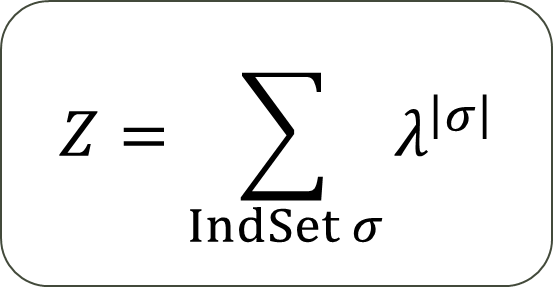 Z = ∑ λ^|σ|
IndSet σ